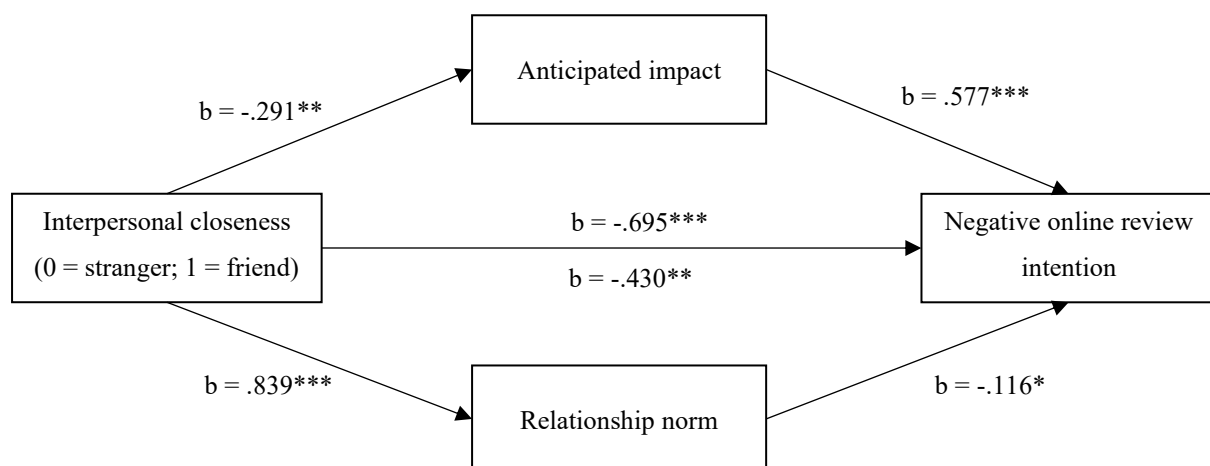 Anticipated impact
b = -.291**
b = .577***
Interpersonal closeness
(0 = stranger; 1 = friend)
b = -.695***
b = -.430**
Negative online review
intention
b = .839***
b = -.116*
Relationship norm